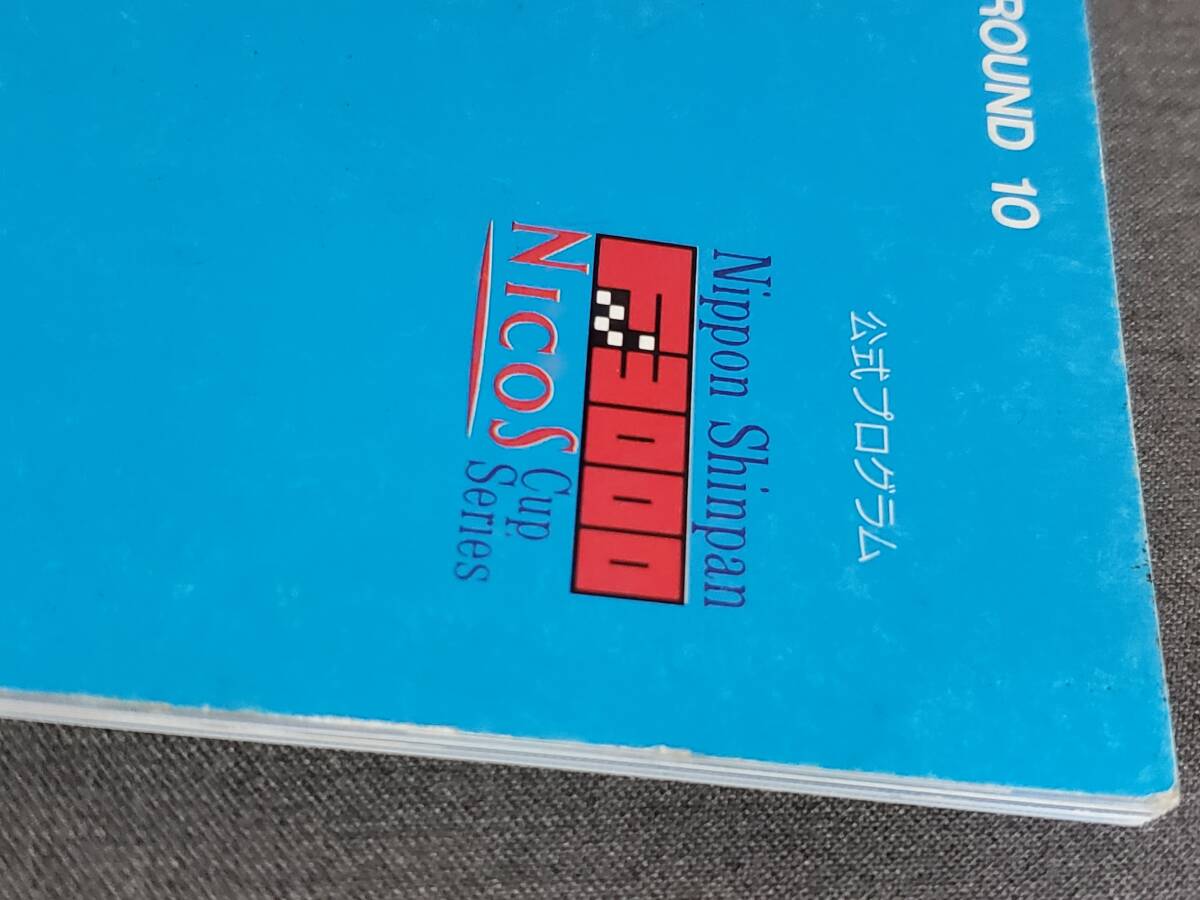 ROUND 10
公式プログラム
Nippon Shinpan
F3000
NICOS Cup
Series